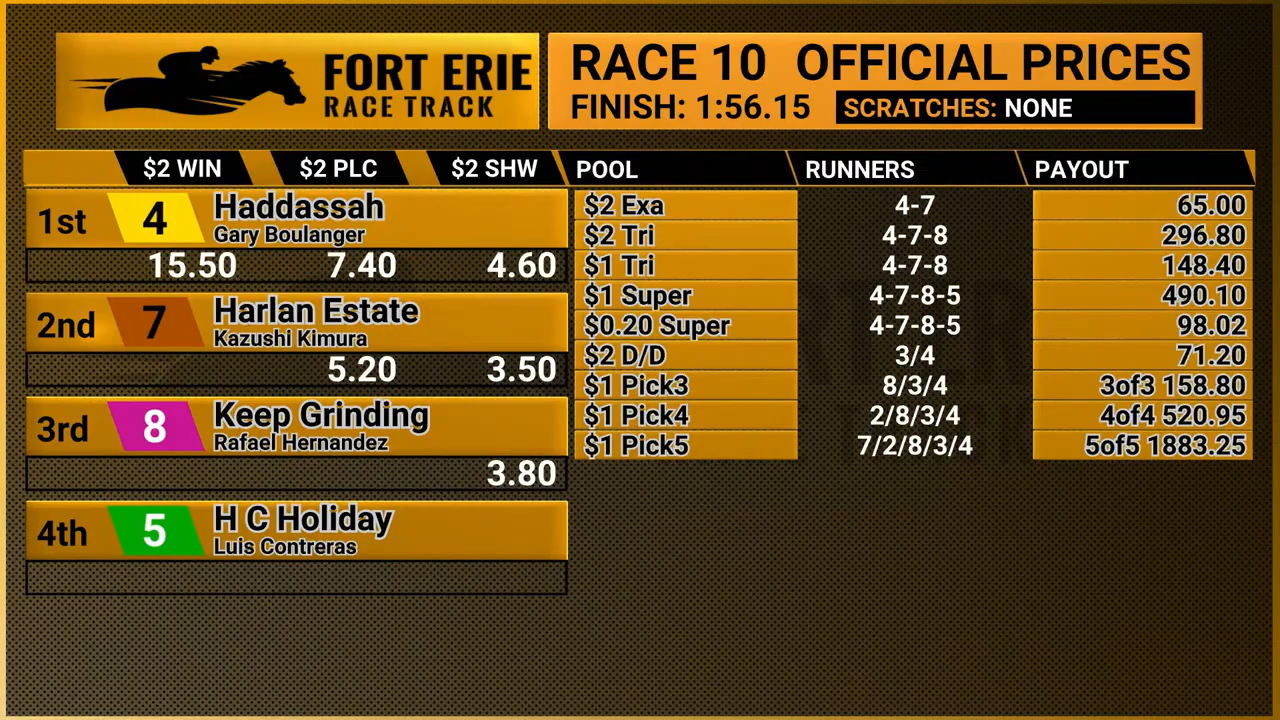 FORT ERIE
RACE TRACK
RACE 10 OFFICIAL PRICES
FINISH: 1:56.15 SCRATCHES: NONE
$2 WIN $2 PLC $2 SHW
1st 4 Haddassah
Gary Boulanger
15.50 7.40 4.60
2nd 7 Harlan Estate
Kazushi Kimura
5.20 3.50
3rd 8 Keep Grinding
Rafael Hernandez
3.80
4th 5 H C Holiday
Luis Contreras
POOL RUNNERS PAYOUT
$2 Exa 4-7 65.00
$2 Tri 4-7-8 296.80
$1 Tri 4-7-8 148.40
$1 Super 4-7-8-5 490.10
$0.20 Super 4-7-8-5 98.02
$2 D/D 3/4 71.20
$1 Pick3 8/3/4 3of3 158.80
$1 Pick4 2/8/3/4 4of4 520.95
$1 Pick5 7/2/8/3/4 5of5 1883.25